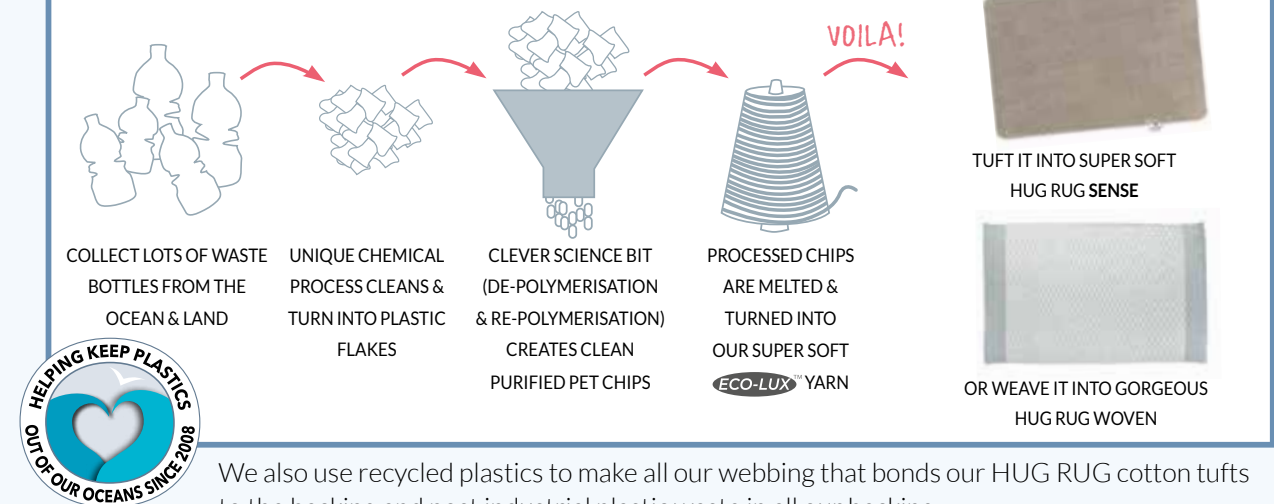 VOILA!
TUFT IT INTO SUPER SOFT
HUG RUG SENSE
COLLECT LOTS OF WASTE
BOTTLES FROM THE
OCEAN & LAND
UNIQUE CHEMICAL
PROCESS CLEANS &
TURN INTO PLASTIC
FLAKES
CLEVER SCIENCE BIT
(DE-POLYMERISATION
& RE-POLYMERISATION)
CREATES CLEAN
PURIFIED PET CHIPS
PROCESSED CHIPS
ARE MELTED &
TURNED INTO
OUR SUPER SOFT
ECO-LUX™ YARN
OR WEAVE IT INTO GORGEOUS
HUG RUG WOVEN
HELPING KEEP PLASTICS
OUT OF OUR OCEANS SINCE 2008
We also use recycled plastics to make all our webbing that bonds our HUG RUG cotton tufts